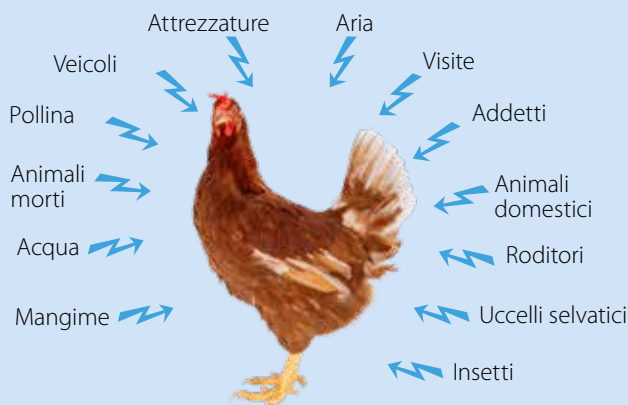 Attrezzature
Aria
Veicoli
Visite
Pollina
Addetti
Animali
morti
Animali
domestici
Acqua
Roditori
Mangime
Uccelli selvatici
Insetti